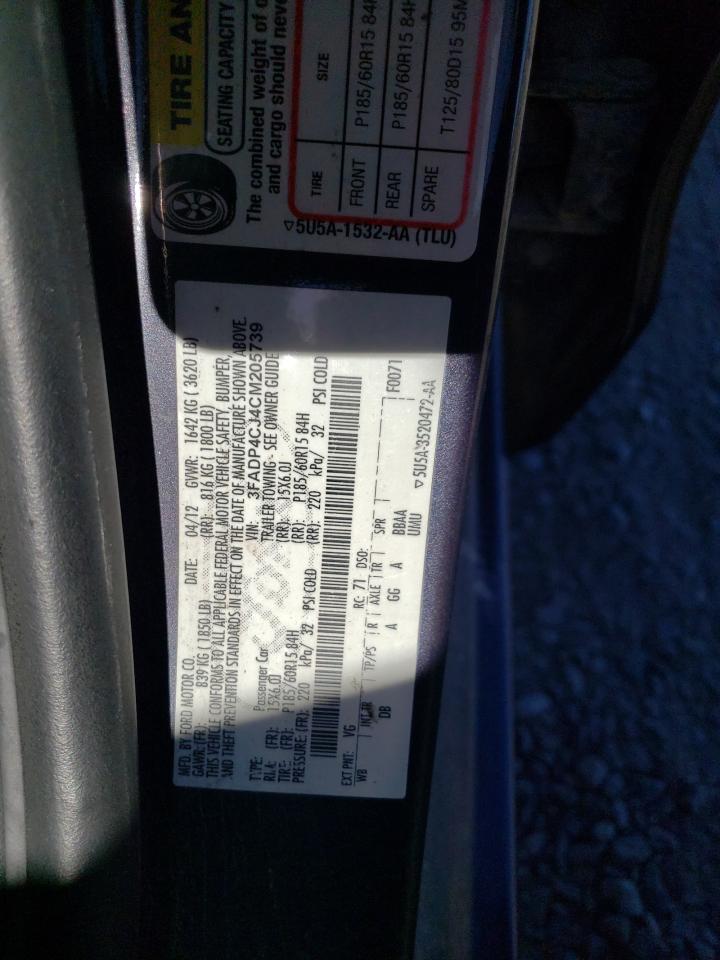 TIRE AN
SEATING CAPACITY
The combined weight of o
and cargo should neve
TIRE SIZE
FRONT P185/60R15 84H
REAR P185/60R15 84H
SPARE T125/80D15 95M
▽5U5A-1532-AA (TLU)
MFD. BY FORD MOTOR CO. DATE: 04/12 GVWR: 1642 KG ( 3620 LB)
GAWR: (FR): 839 KG ( 1850 LB) (RR): 816 KG ( 1800 LB)
THIS VEHICLE CONFORMS TO ALL APPLICABLE FEDERAL MOTOR VEHICLE SAFETY, BUMPER,
AND THEFT PREVENTION STANDARDS IN EFFECT ON THE DATE OF MANUFACTURE SHOWN ABOVE.
VIN: 3FADP4CJ4CM205739
TYPE: Passenger Car TRAILER TOWING - SEE OWNER GUIDE
(FR): 15X6.0J (RR): 15X6.0J
TIRE: (FR): P185/60R15 84H (RR): P185/60R15 84H
PRESSURE: (FR): 220 kPa/ 32 PSI COLD (RR): 220 kPa/ 32 PSI COLD
EXT PNT: VG RC: 71 DSO: F0071
WB INT TR TP/PS R AXLE TR SPR
DB A GG A BBAA
UMU
▽5U5A-3520472-AA